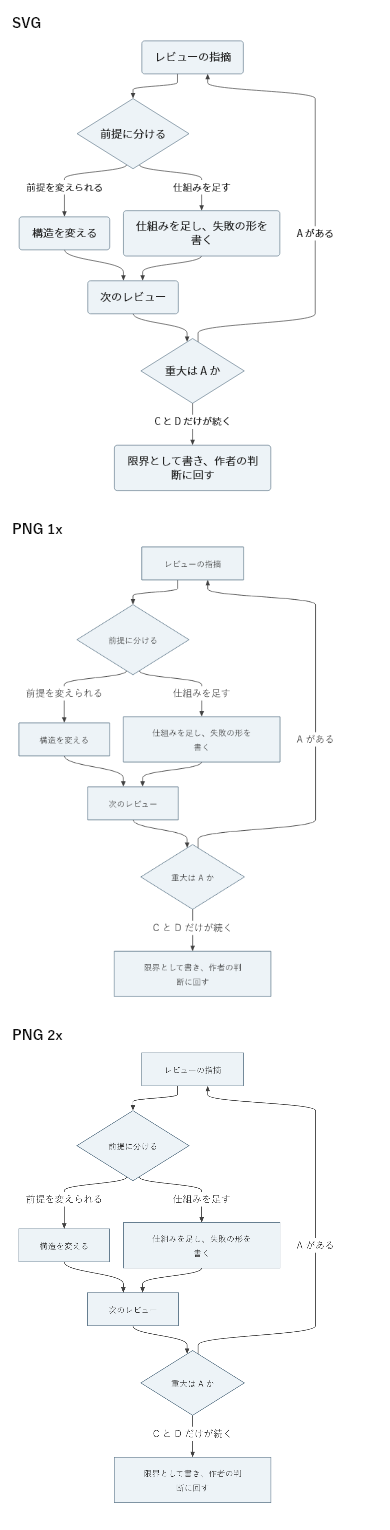 SVG
レビューの指摘
前提に分ける
前提を変えられる
仕組みを足す
構造を変える
仕組みを足し、失敗の形を
書く
A がある
次のレビュー
重大は A か
C と D だけが続く
限界として書き、作者の判
断に回す
PNG 1x
レビューの指摘
前提に分ける
前提を変えられる
仕組みを足す
構造を変える
仕組みを足し、失敗の形を
書く
A がある
次のレビュー
重大は A か
C と D だけが続く
限界として書き、作者の判
断に回す
PNG 2x
レビューの指摘
前提に分ける
前提を変えられる
仕組みを足す
構造を変える
仕組みを足し、失敗の形を
書く
A がある
次のレビュー
重大は A か
C と D だけが続く
限界として書き、作者の判
断に回す